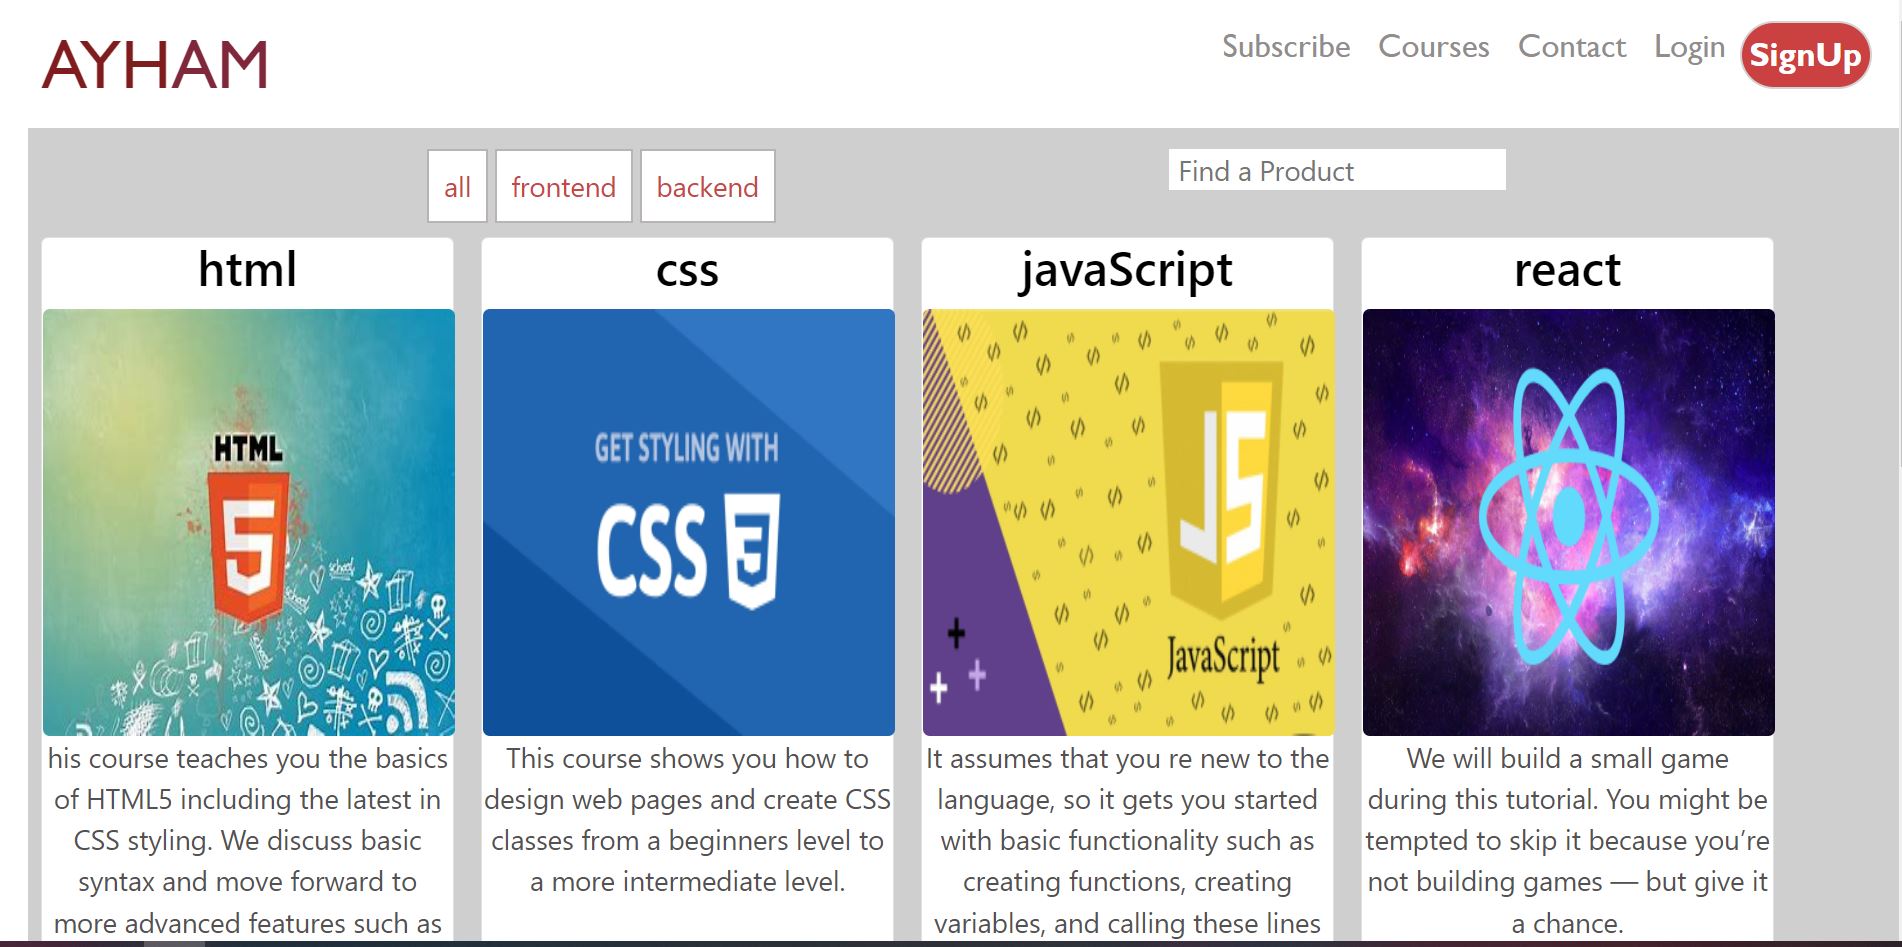 AYHAM
Subscribe Courses Contact Login SignUp
all frontend backend
Find a Product
html
HTML
5
his course teaches you the basics
of HTML5 including the latest in
CSS styling. We discuss basic
syntax and move forward to
more advanced features such as
css
GET STYLING WITH
CSS 3
This course shows you how to
design web pages and create CSS
classes from a beginners level to
a more intermediate level.
javaScript
JS
JavaScript
It assumes that you re new to the
language, so it gets you started
with basic functionality such as
creating functions, creating
variables, and calling these lines
react
We will build a small game
during this tutorial. You might be
tempted to skip it because you’re
not building games — but give it
a chance.